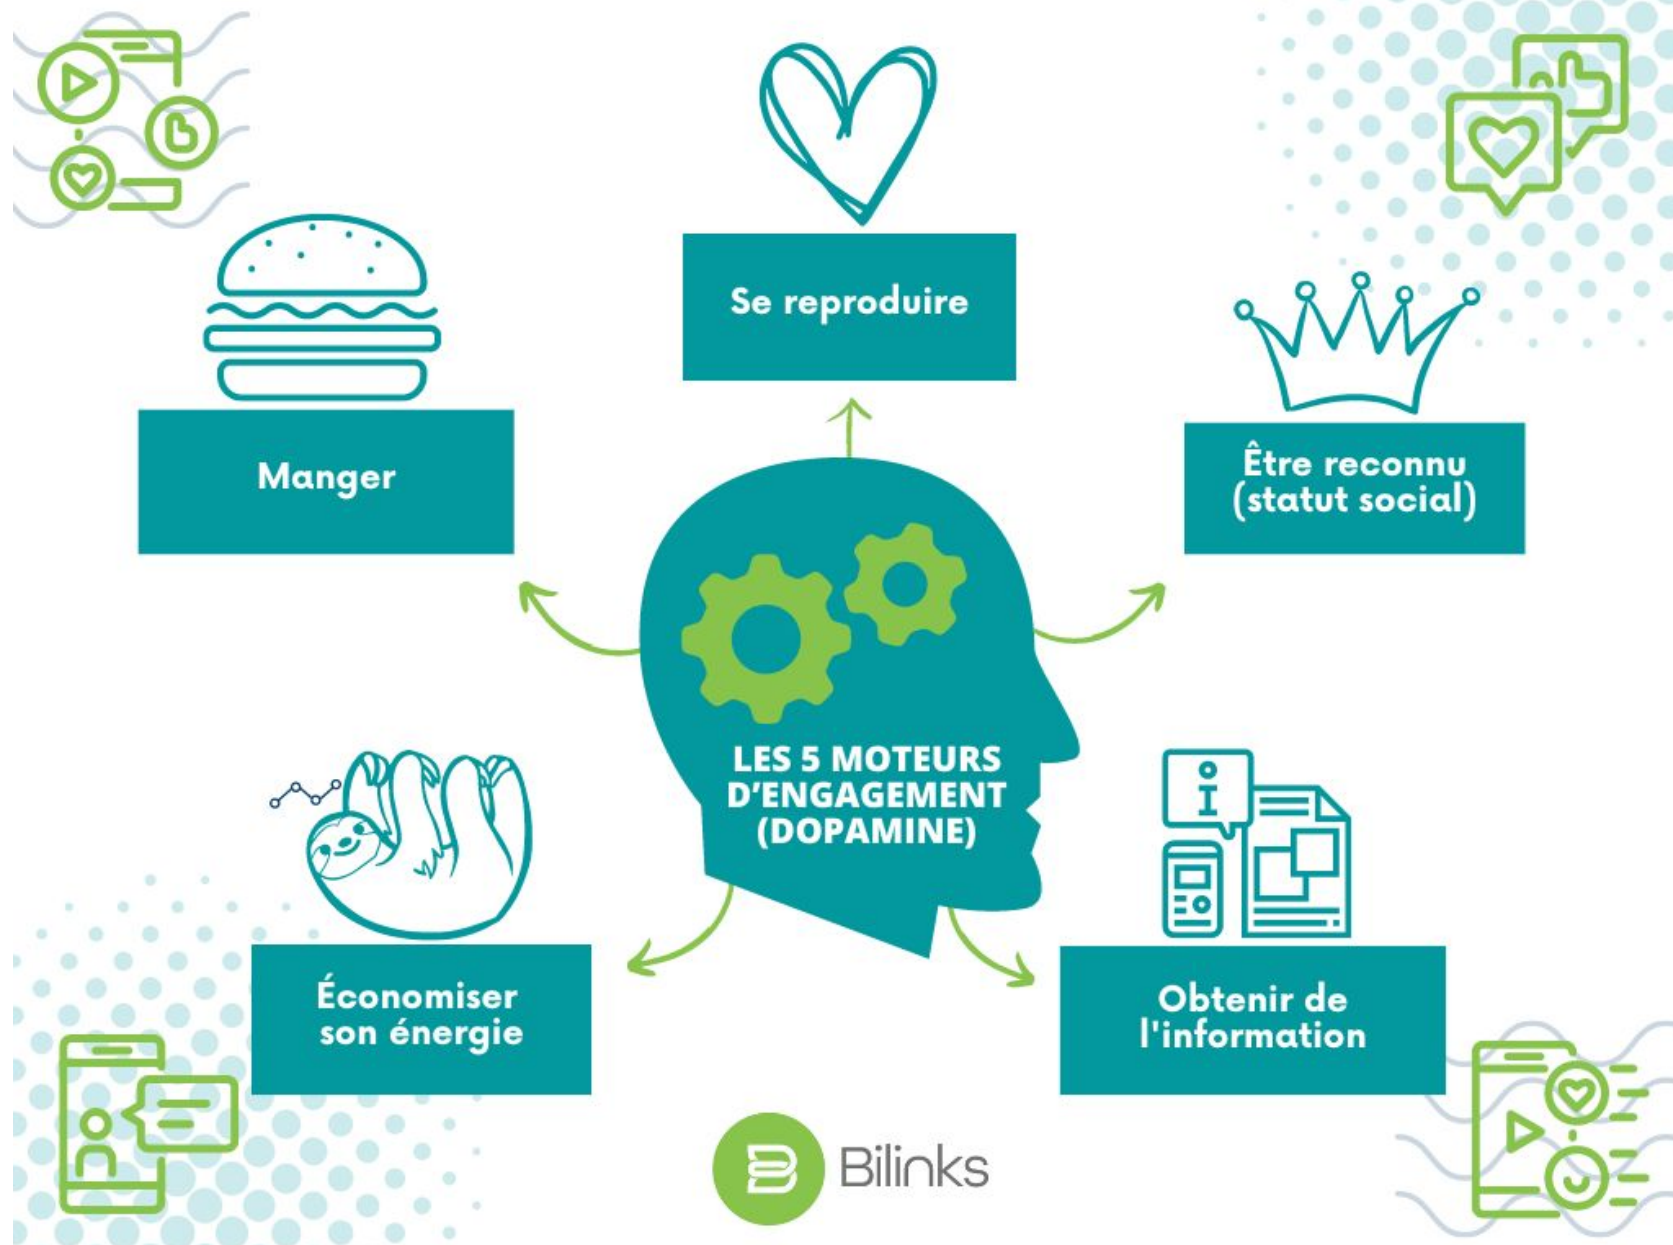 Se reproduire
Manger
Être reconnu
(statut social)
LES 5 MOTEURS
D'ENGAGEMENT
(DOPAMINE)
Économiser
son énergie
Obtenir de
l'information
Bilinks